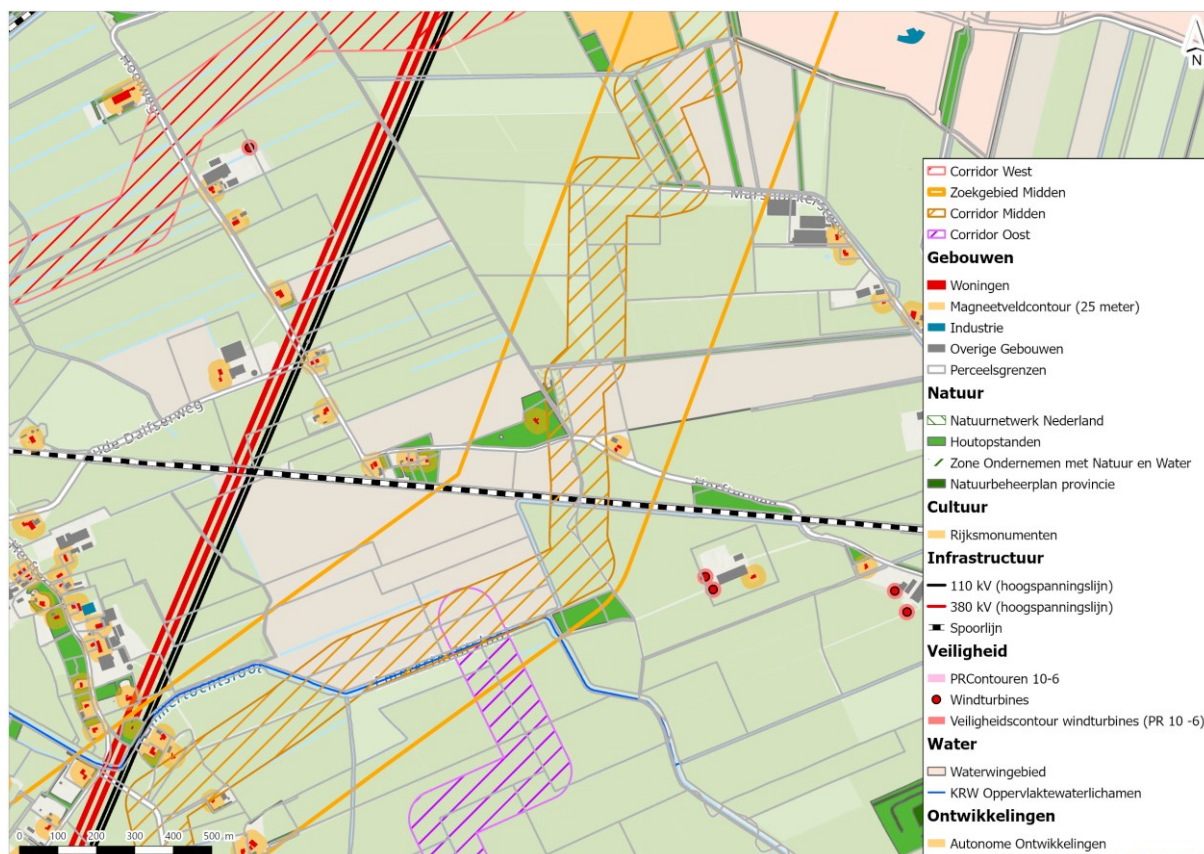 N
Hooiweg
Marshoekersteeg
Oude Dalfserweg
Emmertochtsloot
Corridor West
Zoekgebied Midden
Corridor Midden
Corridor Oost
Gebouwen
Woningen
Magneetveldcontour (25 meter)
Industrie
Overige Gebouwen
Perceelsgrenzen
Natuur
Natuurnetwerk Nederland
Houtopstanden
Zone Ondernemen met Natuur en Water
Natuurbeheerplan provincie
Cultuur
Rijksmonumenten
Infrastructuur
110 kV (hoogspanningslijn)
380 kV (hoogspanningslijn)
Spoorlijn
Veiligheid
PRContouren 10-6
Windturbines
Veiligheidscontour windturbines (PR 10 -6)
Water
Waterwingebied
KRW Oppervlaktewaterlichamen
Ontwikkelingen
Autonome Ontwikkelingen
0 100 200 300 400 500 m